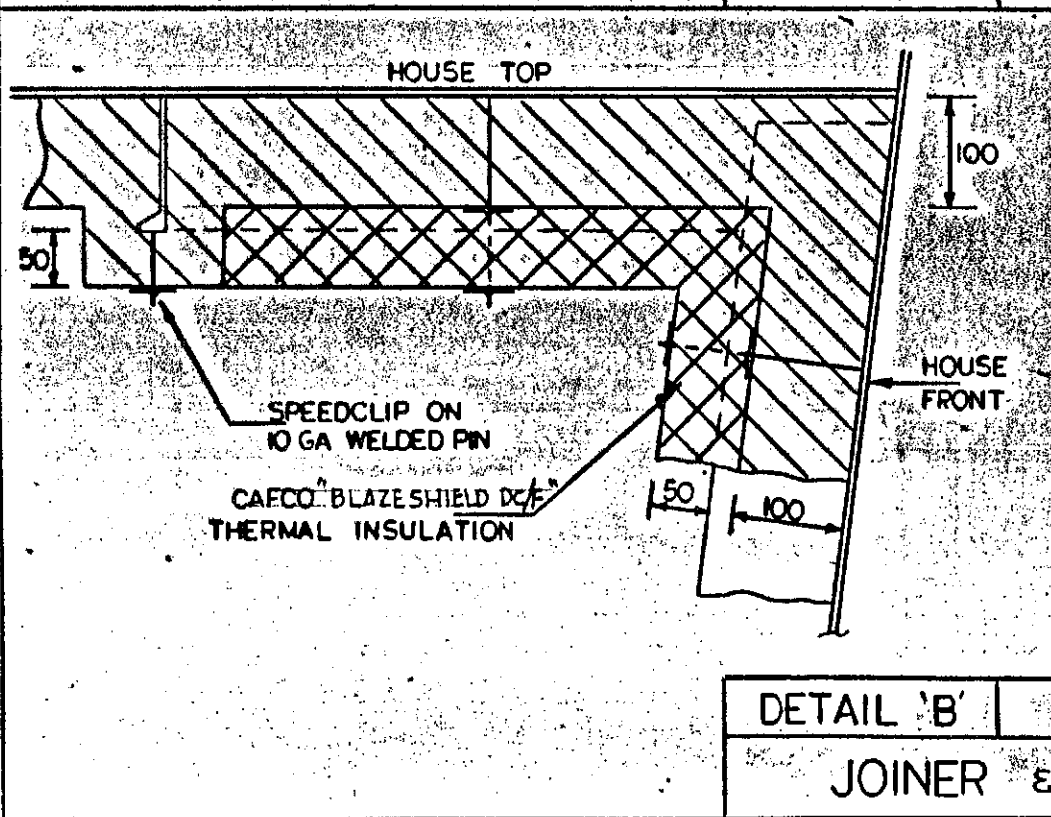 HOUSE TOP
100
50
HOUSE
FRONT
SPEEDCLIP ON
10 GA WELDED PIN
CAFCO "BLAZESHIELD DC/F"
THERMAL INSULATION
50
100
DETAIL 'B'
JOINER &